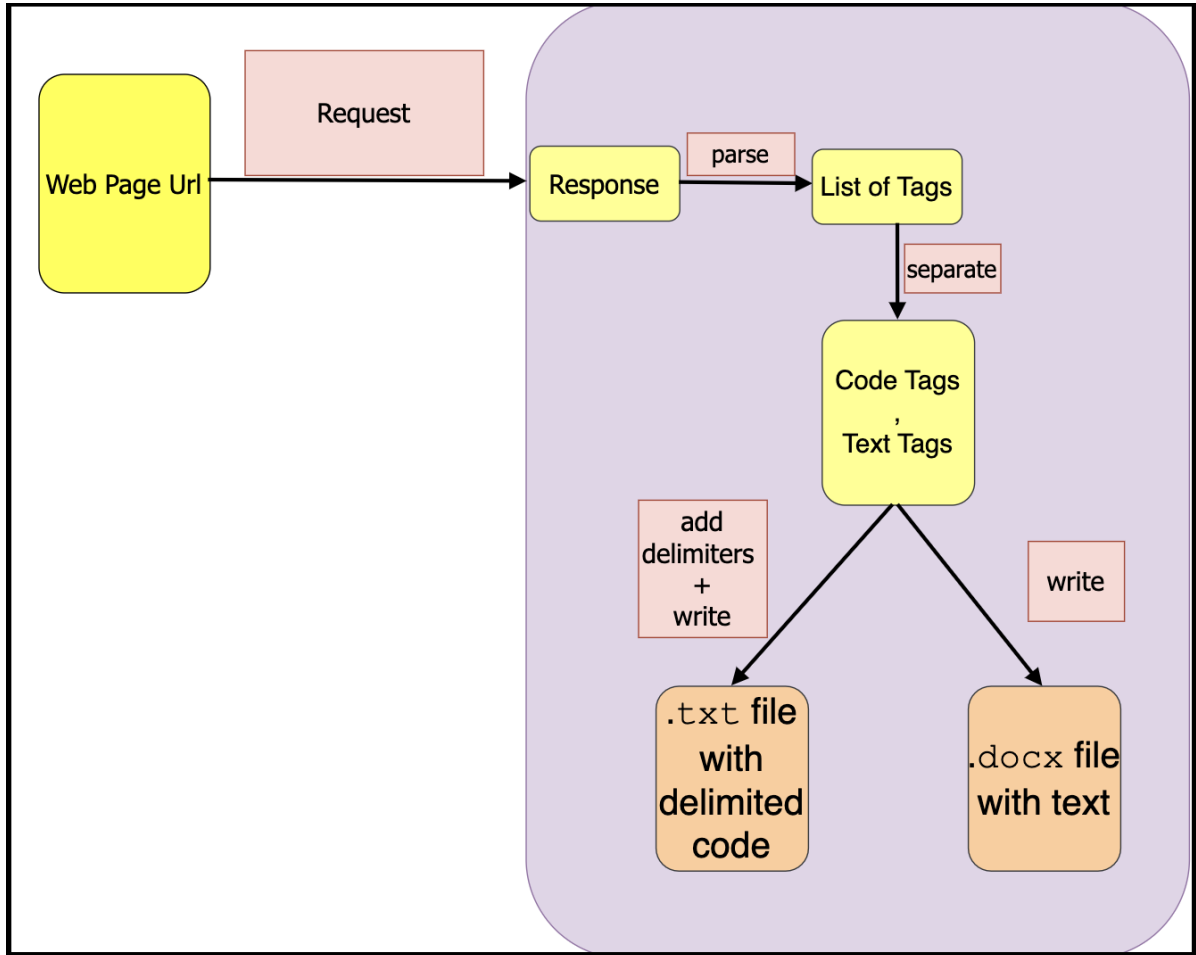 Request
Web Page Url
Response
parse
List of Tags
separate
Code Tags
,
Text Tags
add
delimiters
+
write
write
.txt file
with
delimited
code
.docx file
with text